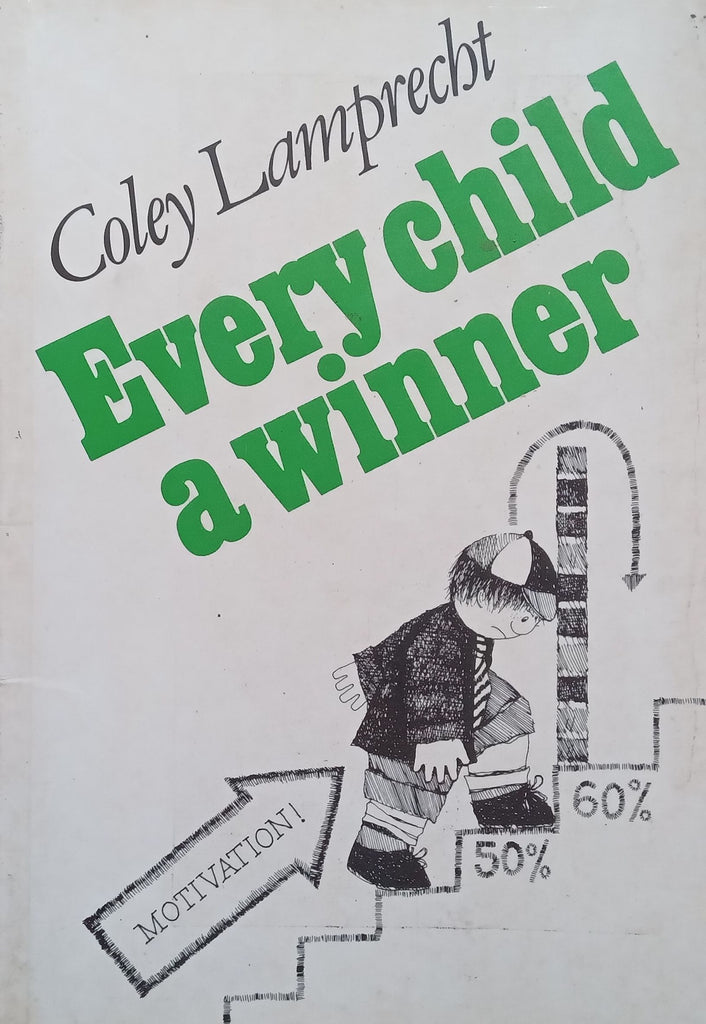 Coley Lamprecht
Every child
a winner
MOTIVATION!
50%
60%